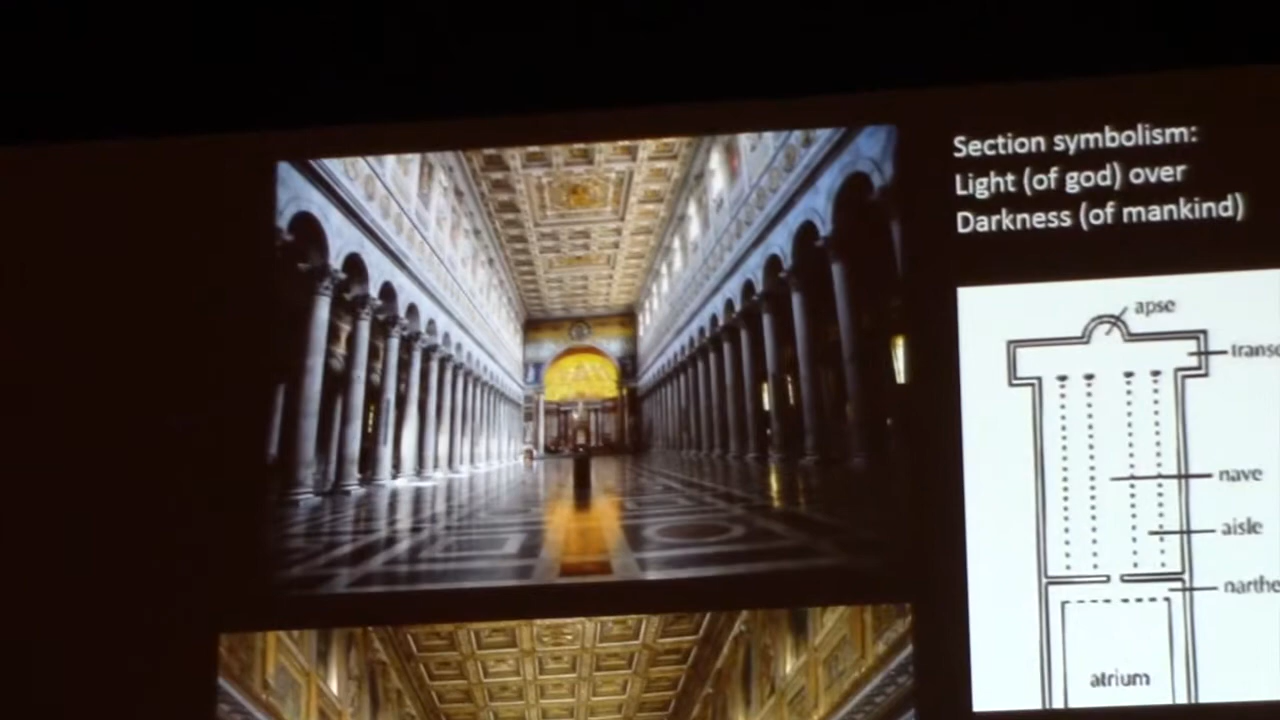 Section symbolism:
Light (of god) over
Darkness (of mankind)
apse
nave
aisle
atrium